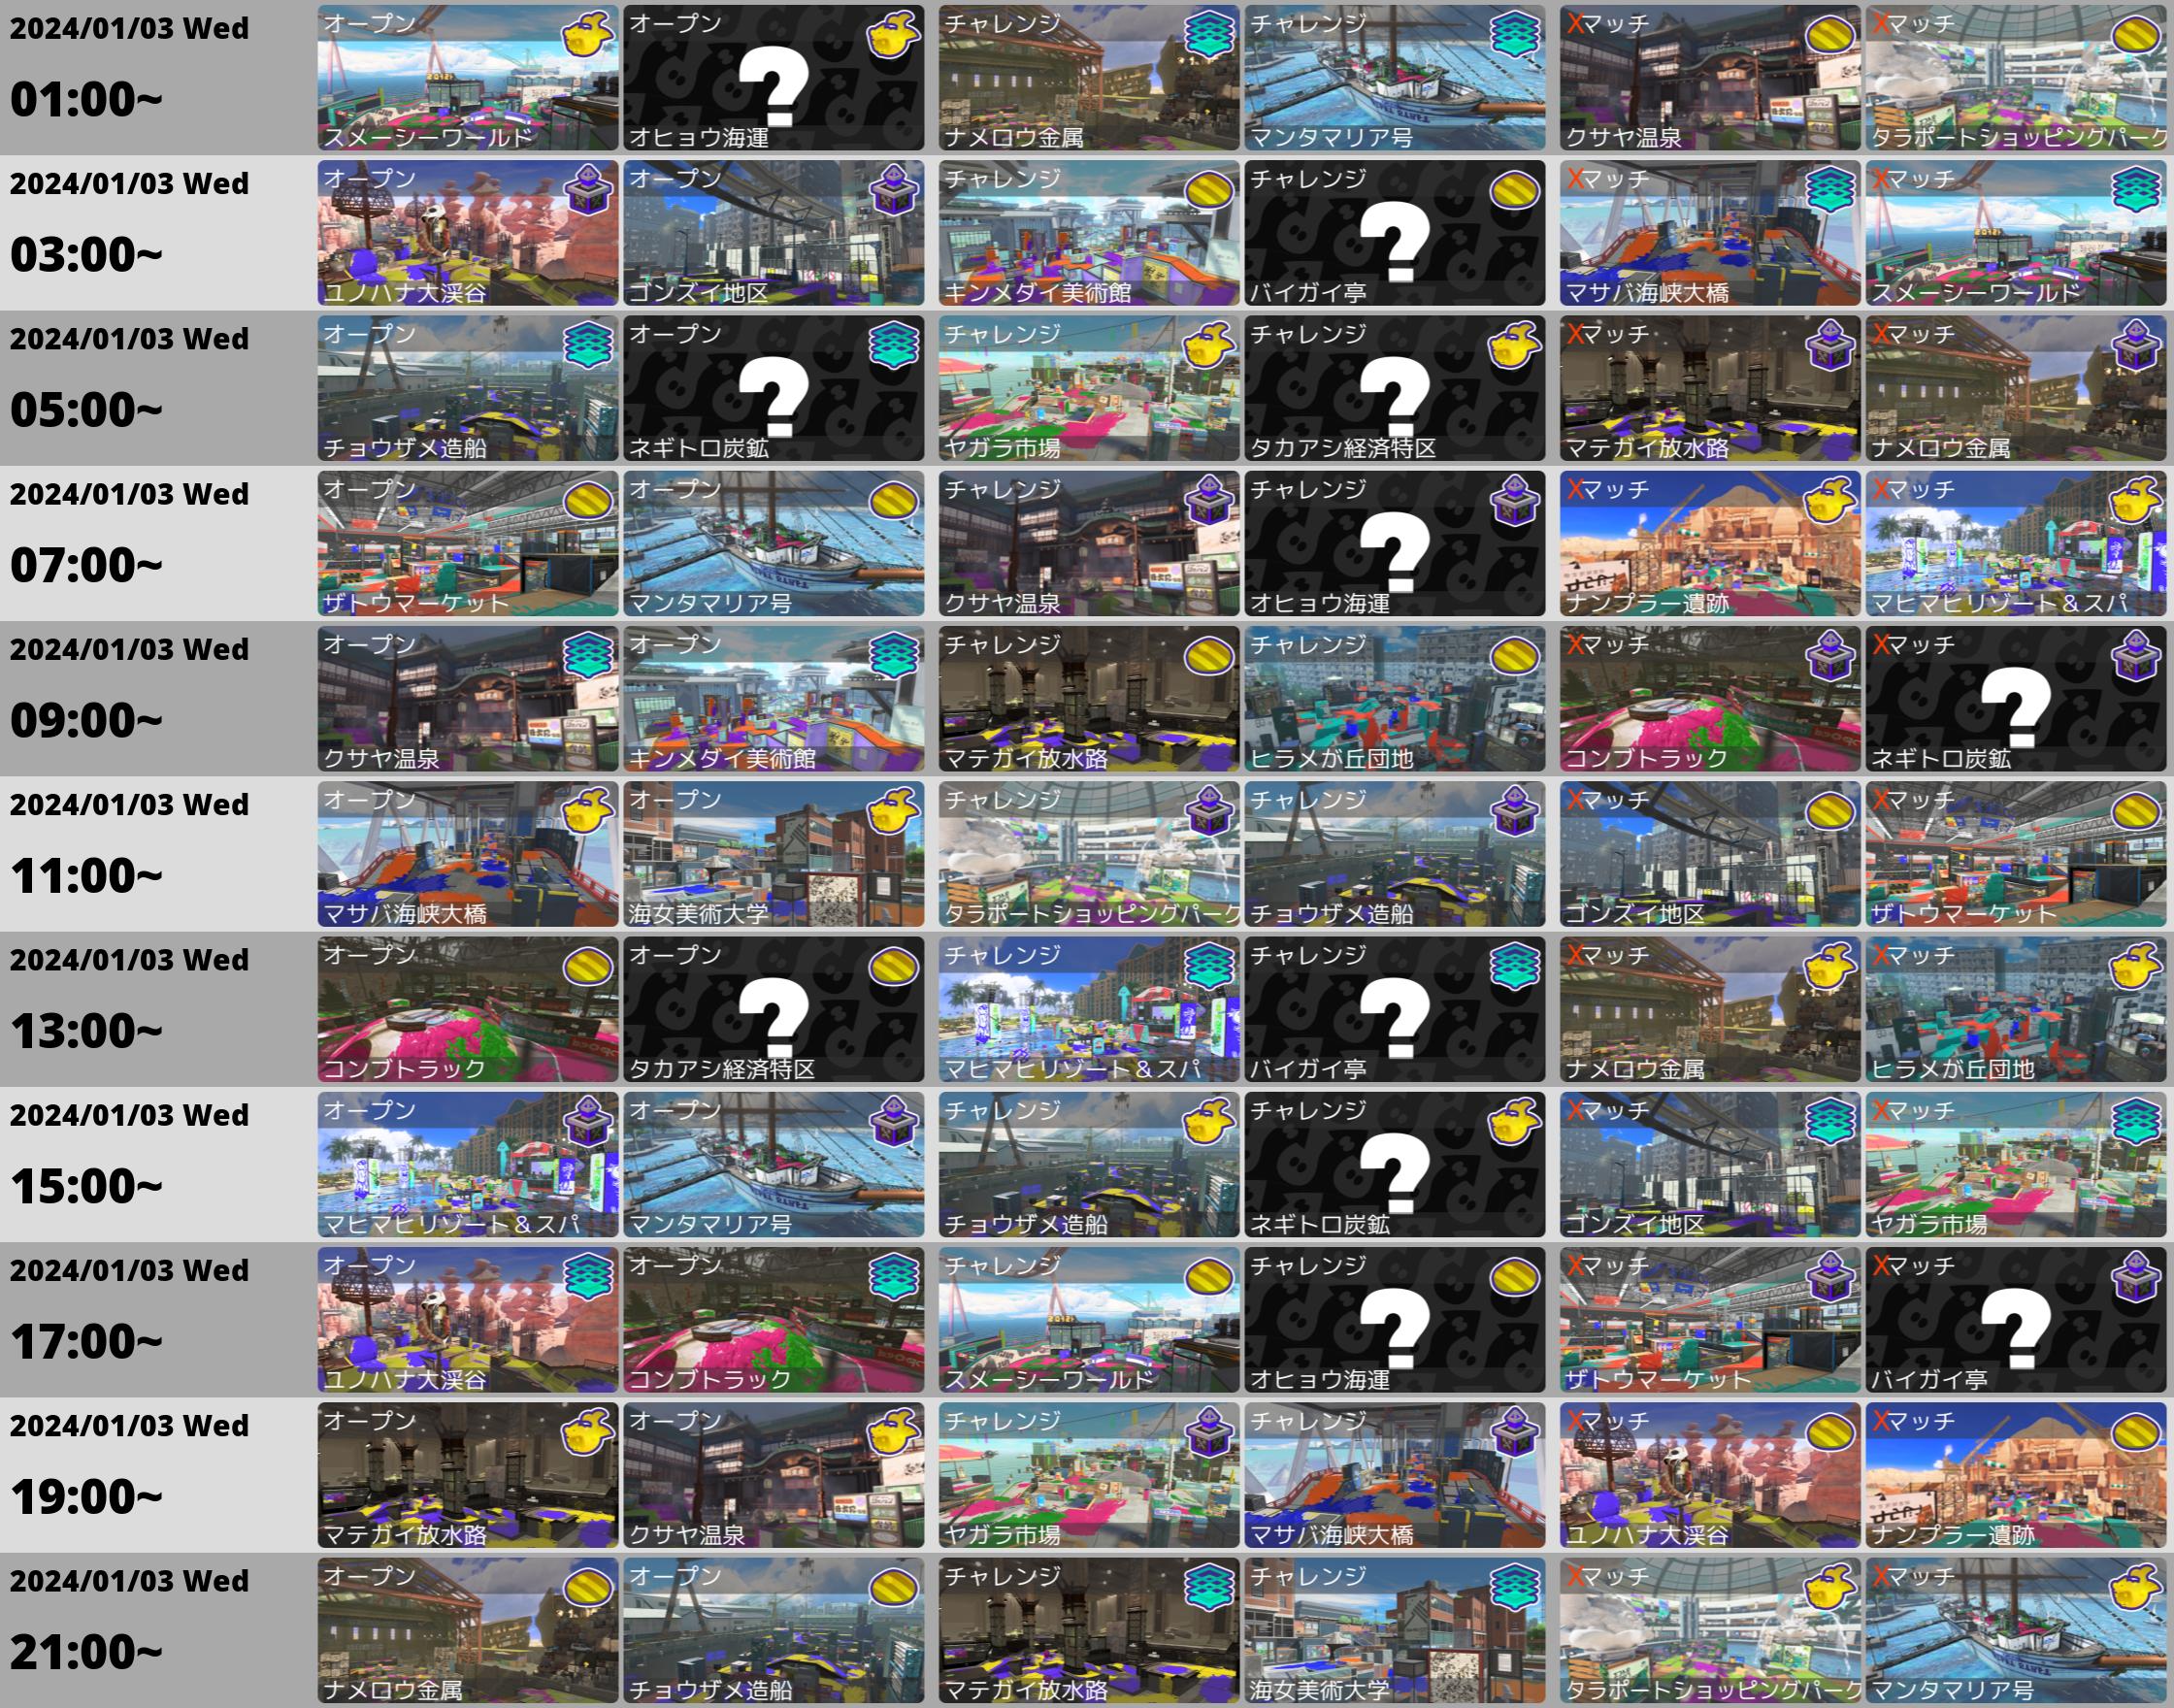 2024/01/03 Wed
01:00~
オープン オープン チャレンジ チャレンジ Xマッチ Xマッチ
スメーシーワールド オヒョウ海運 ナメロウ金属 マンタマリア号 クサヤ温泉 タラポートショッピングパーク
2024/01/03 Wed
03:00~
オープン オープン チャレンジ チャレンジ Xマッチ Xマッチ
ユノハナ大渓谷 ゴンズイ地区 キンメダイ美術館 バイガイ亭 マサバ海峡大橋 スメーシーワールド
2024/01/03 Wed
05:00~
オープン オープン チャレンジ チャレンジ Xマッチ Xマッチ
チョウザメ造船 ネギトロ炭鉱 ヤガラ市場 タカアシ経済特区 マテガイ放水路 ナメロウ金属
2024/01/03 Wed
07:00~
オープン オープン チャレンジ チャレンジ Xマッチ Xマッチ
ザトウマーケット マンタマリア号 クサヤ温泉 オヒョウ海運 ナンプラー遺跡 マヒマヒリゾート&スパ
2024/01/03 Wed
09:00~
オープン オープン チャレンジ チャレンジ Xマッチ Xマッチ
クサヤ温泉 キンメダイ美術館 マテガイ放水路 ヒラメが丘団地 コンブトラック ネギトロ炭鉱
2024/01/03 Wed
11:00~
オープン オープン チャレンジ チャレンジ Xマッチ Xマッチ
マサバ海峡大橋 海女美術大学 タラポートショッピングパーク チョウザメ造船 ゴンズイ地区 ザトウマーケット
2024/01/03 Wed
13:00~
オープン オープン チャレンジ チャレンジ Xマッチ Xマッチ
コンブトラック タカアシ経済特区 マヒマヒリゾート&スパ バイガイ亭 ナメロウ金属 ヒラメが丘団地
2024/01/03 Wed
15:00~
オープン オープン チャレンジ チャレンジ Xマッチ Xマッチ
マヒマヒリゾート&スパ マンタマリア号 チョウザメ造船 ネギトロ炭鉱 ゴンズイ地区 ヤガラ市場
2024/01/03 Wed
17:00~
オープン オープン チャレンジ チャレンジ Xマッチ Xマッチ
ユノハナ大渓谷 コンブトラック スメーシーワールド オヒョウ海運 ザトウマーケット バイガイ亭
2024/01/03 Wed
19:00~
オープン オープン チャレンジ チャレンジ Xマッチ Xマッチ
マテガイ放水路 クサヤ温泉 ヤガラ市場 マサバ海峡大橋 ユノハナ大渓谷 ナンプラー遺跡
2024/01/03 Wed
21:00~
オープン オープン チャレンジ チャレンジ Xマッチ Xマッチ
ナメロウ金属 チョウザメ造船 マテガイ放水路 海女美術大学 タラポートショッピングパーク マンタマリア号